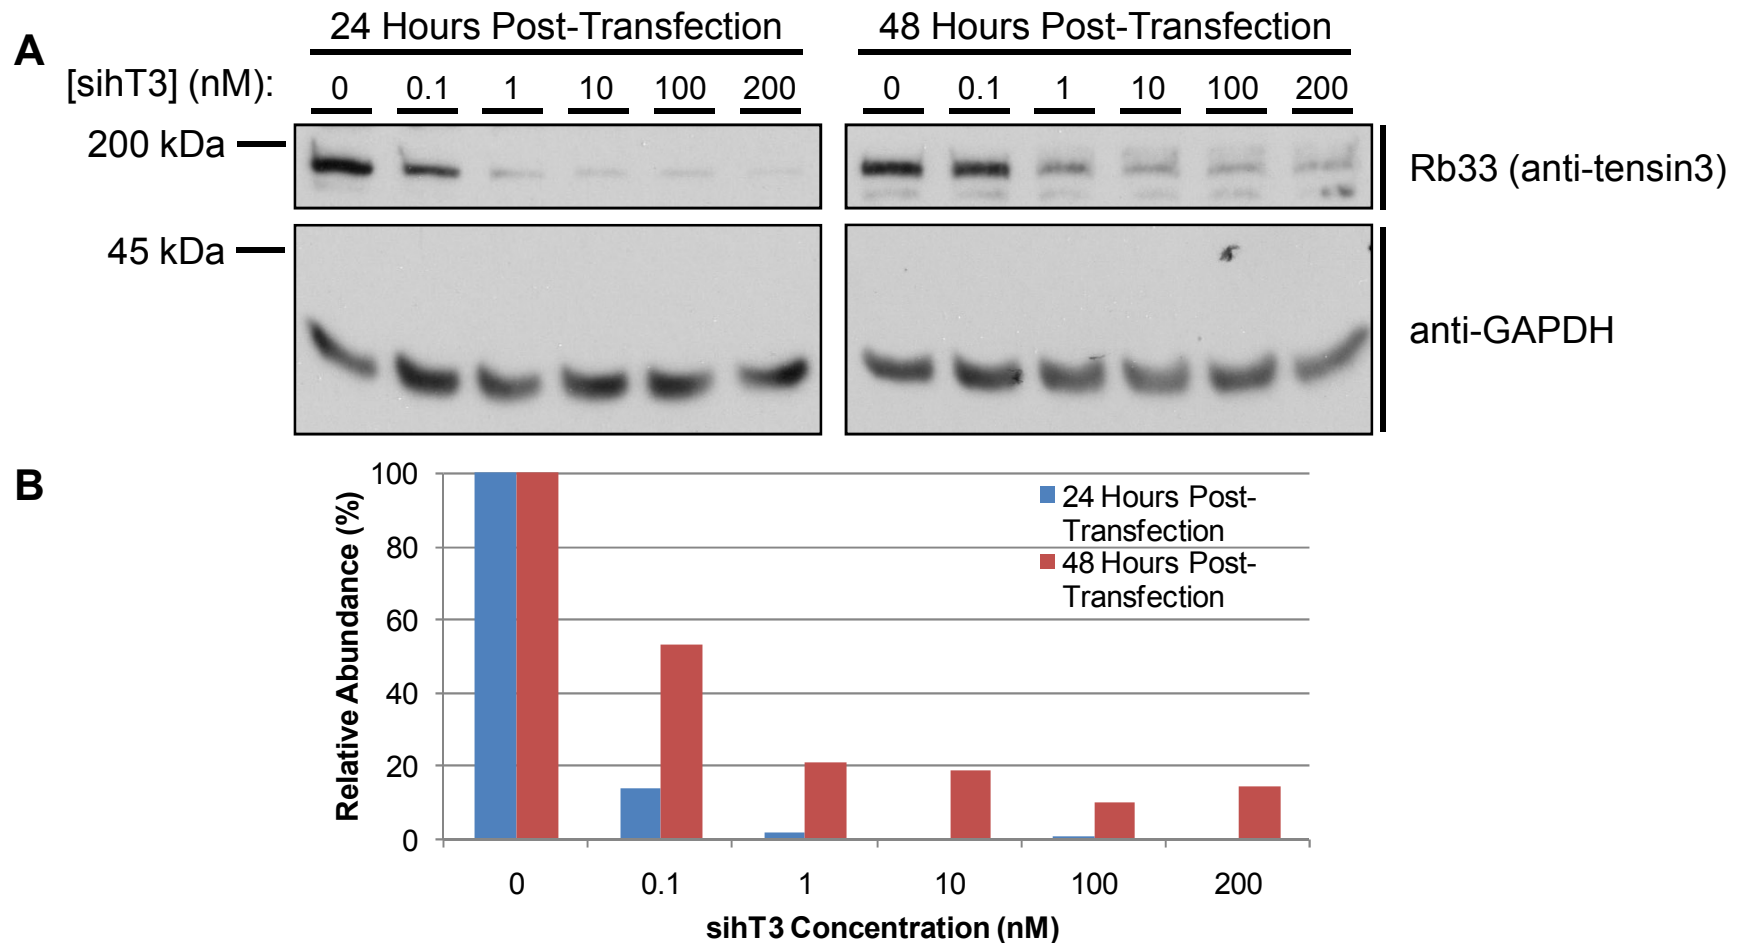 A
24 Hours Post-Transfection
48 Hours Post-Transfection
[sihT3] (nM):
0 0.1 1 10 100 200
0 0.1 1 10 100 200
200 kDa
Rb33 (anti-tensin3)
45 kDa
anti-GAPDH
B
Relative Abundance (%)
100
80
60
40
20
0
24 Hours Post-
Transfection
48 Hours Post-
Transfection
0 0.1 1 10 100 200
sihT3 Concentration (nM)